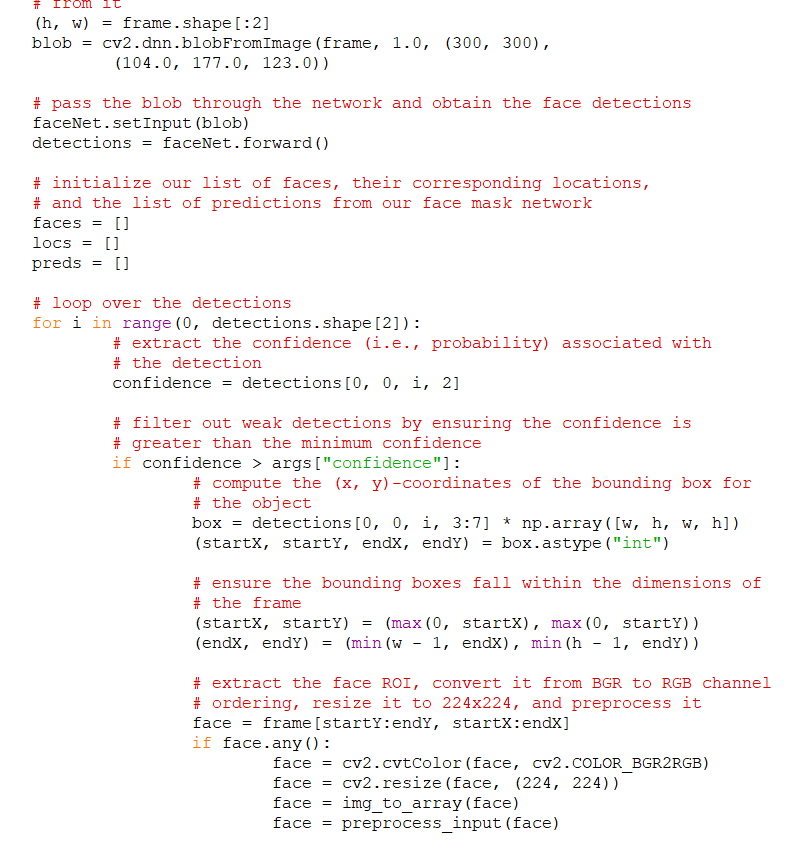 # from it
(h, w) = frame.shape[:2]
blob = cv2.dnn.blobFromImage(frame, 1.0, (300, 300),
        (104.0, 177.0, 123.0))

# pass the blob through the network and obtain the face detections
faceNet.setInput(blob)
detections = faceNet.forward()

# initialize our list of faces, their corresponding locations,
# and the list of predictions from our face mask network
faces = []
locs = []
preds = []

# loop over the detections
for i in range(0, detections.shape[2]):
        # extract the confidence (i.e., probability) associated with
        # the detection
        confidence = detections[0, 0, i, 2]

        # filter out weak detections by ensuring the confidence is
        # greater than the minimum confidence
        if confidence > args["confidence"]:
                # compute the (x, y)-coordinates of the bounding box for
                # the object
                box = detections[0, 0, i, 3:7] * np.array([w, h, w, h])
                (startX, startY, endX, endY) = box.astype("int")

                # ensure the bounding boxes fall within the dimensions of
                # the frame
                (startX, startY) = (max(0, startX), max(0, startY))
                (endX, endY) = (min(w - 1, endX), min(h - 1, endY))

                # extract the face ROI, convert it from BGR to RGB channel
                # ordering, resize it to 224x224, and preprocess it
                face = frame[startY:endY, startX:endX]
                if face.any():
                        face = cv2.cvtColor(face, cv2.COLOR_BGR2RGB)
                        face = cv2.resize(face, (224, 224))
                        face = img_to_array(face)
                        face = preprocess_input(face)